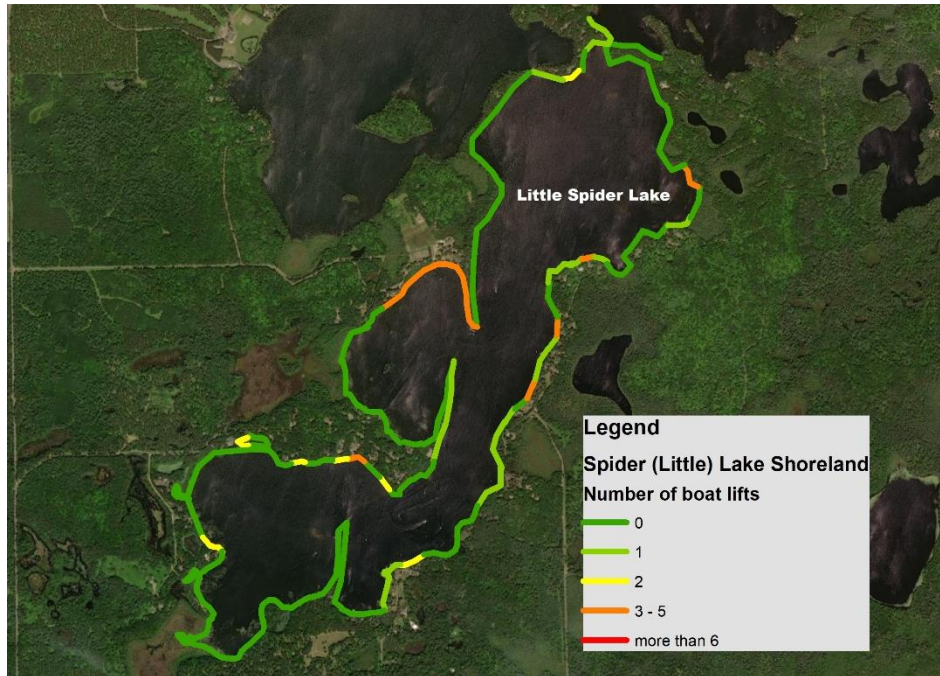 Little Spider Lake
Legend
Spider (Little) Lake Shoreland
Number of boat lifts
0
1
2
3 - 5
more than 6